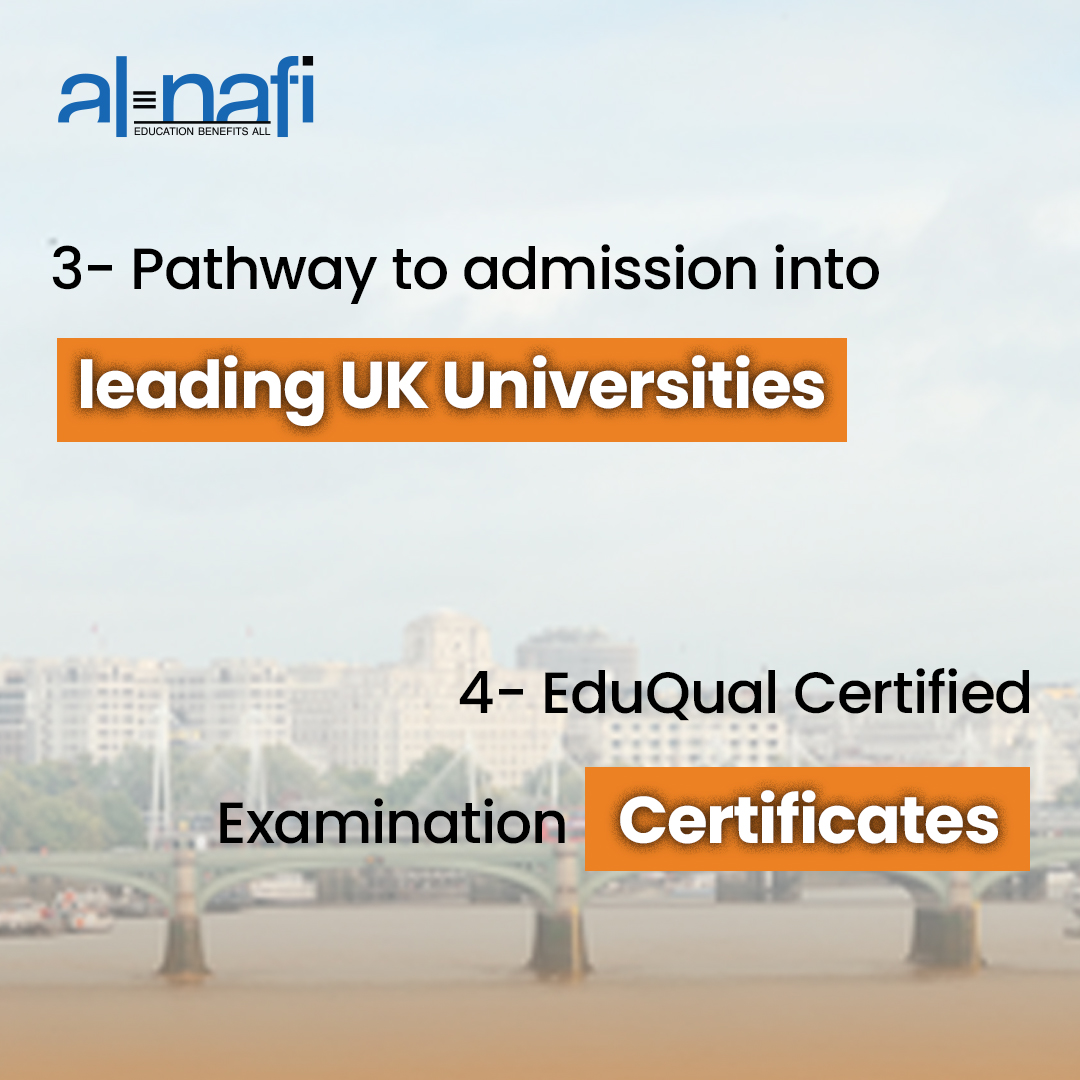 al-nafi
EDUCATION BENEFITS ALL
3- Pathway to admission into
leading UK Universities
4- EduQual Certified
Examination Certificates